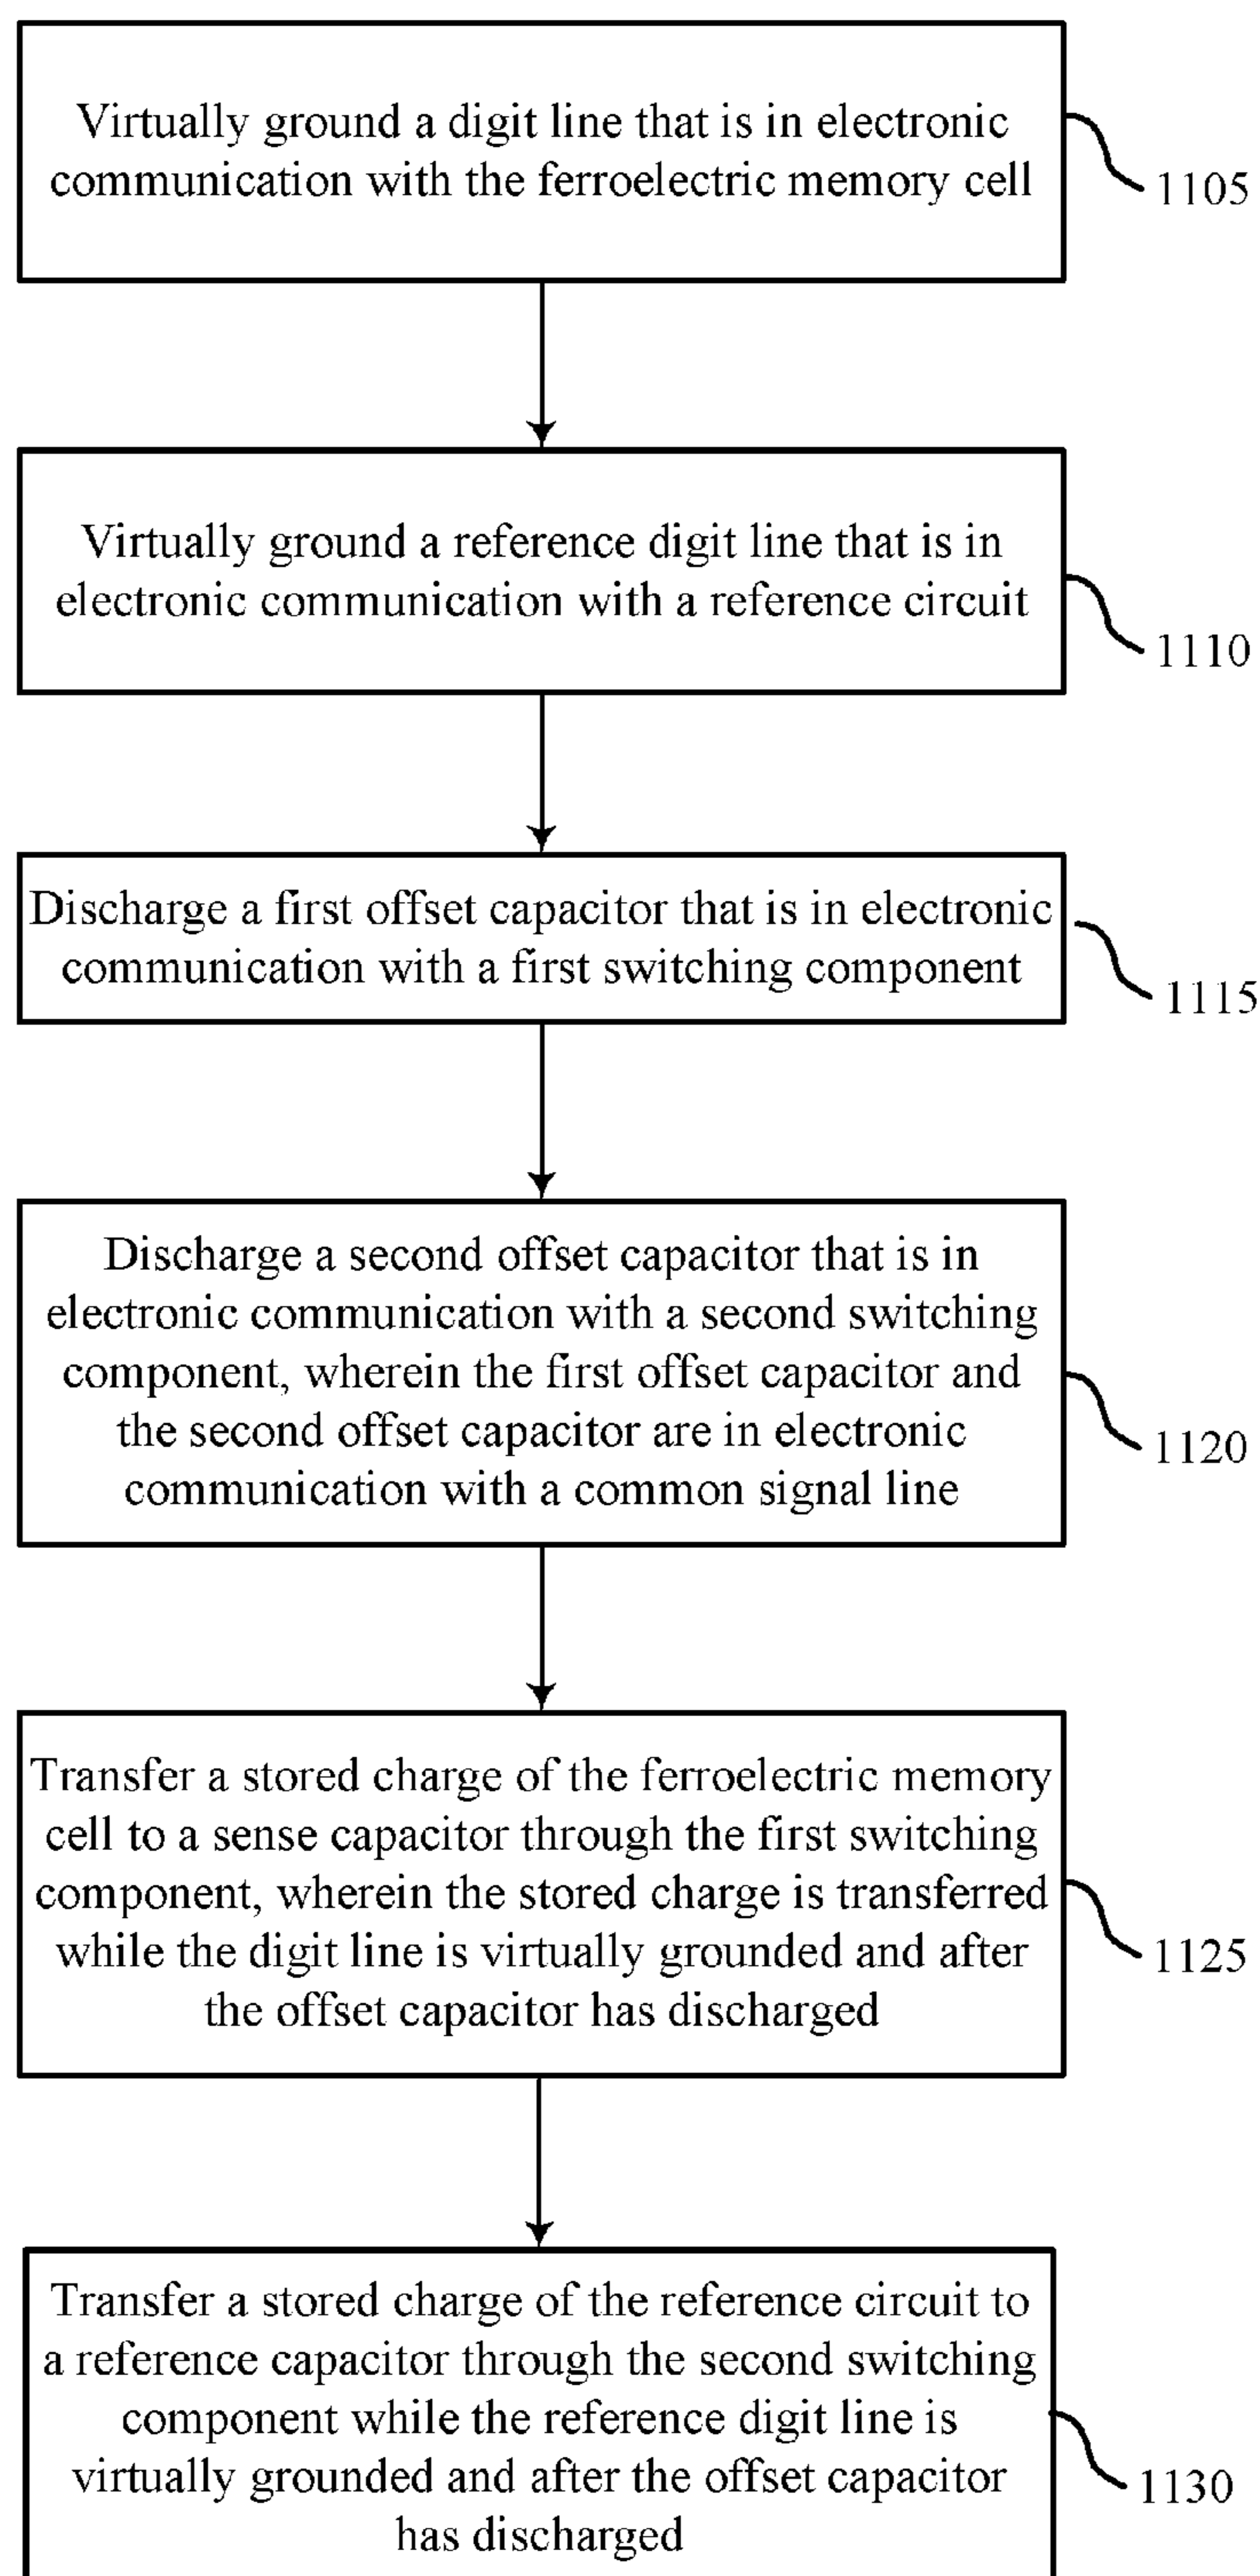 Virtually ground a digit line that is in electronic
communication with the ferroelectric memory cell
1105
Virtually ground a reference digit line that is in
electronic communication with a reference circuit
1110
Discharge a first offset capacitor that is in electronic
communication with a first switching component
1115
Discharge a second offset capacitor that is in
electronic communication with a second switching
component, wherein the first offset capacitor and
the second offset capacitor are in electronic
communication with a common signal line
1120
Transfer a stored charge of the ferroelectric memory
cell to a sense capacitor through the first switching
component, wherein the stored charge is transferred
while the digit line is virtually grounded and after
the offset capacitor has discharged
1125
Transfer a stored charge of the reference circuit to
a reference capacitor through the second switching
component while the reference digit line is
virtually grounded and after the offset capacitor
has discharged
1130